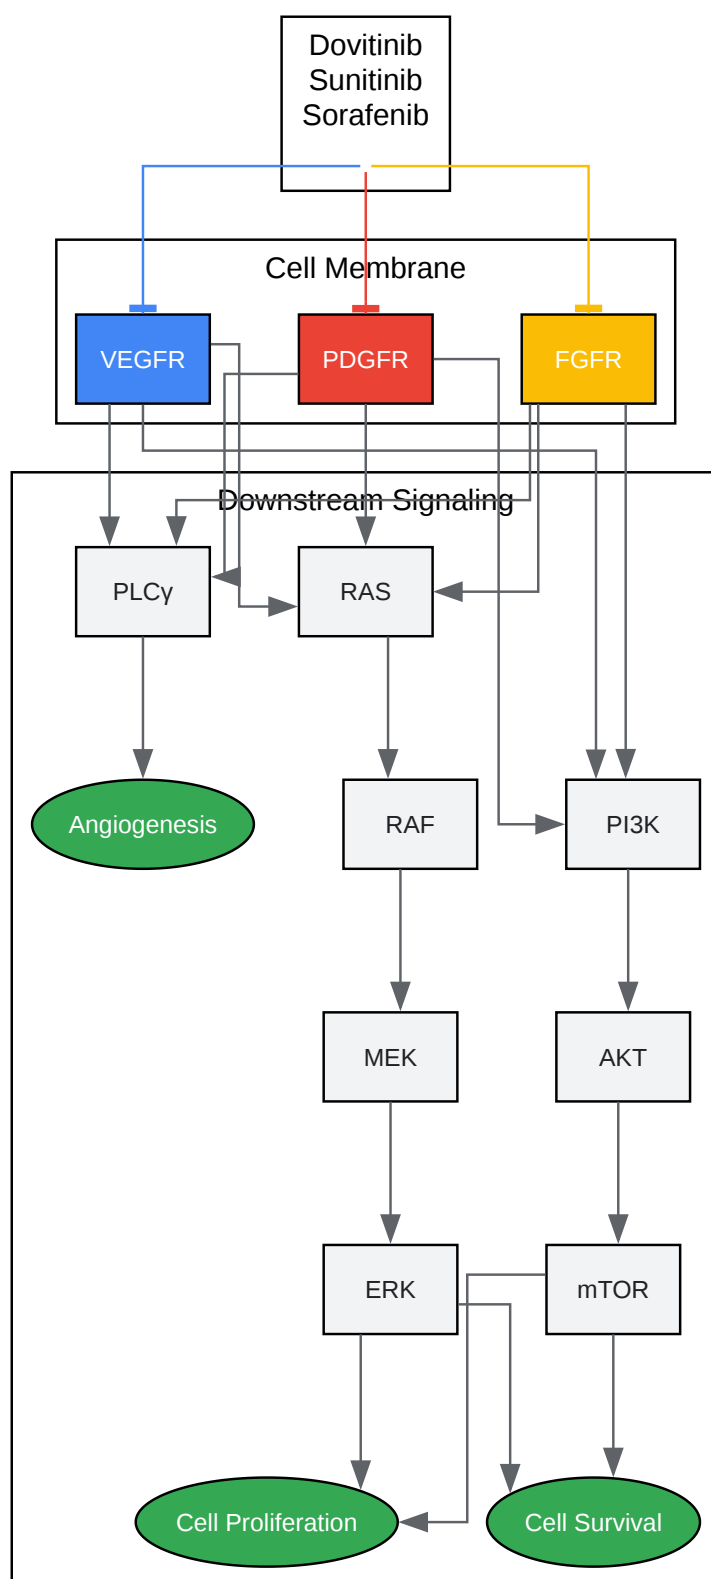 Dovitinib
Sunitinib
Sorafenib
Cell Membrane
VEGFR
PDGFR
FGFR
Downstream Signaling
PLCγ
RAS
Angiogenesis
RAF
PI3K
MEK
AKT
ERK
mTOR
Cell Proliferation
Cell Survival